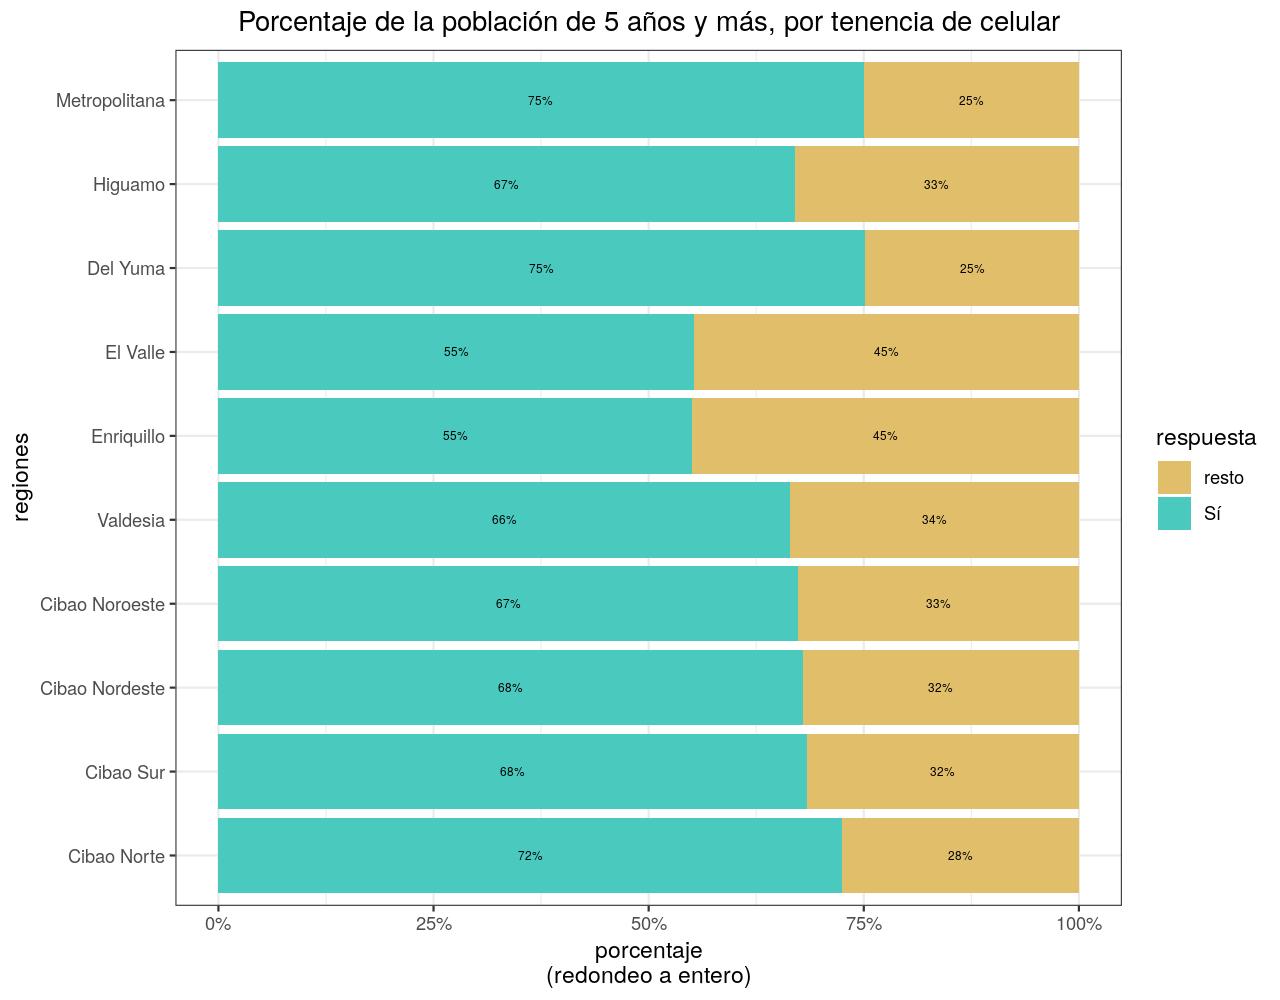 Porcentaje de la población de 5 años y más, por tenencia de celular
regiones
Metropolitana 75% 25%
Higuamo 67% 33%
Del Yuma 75% 25%
El Valle 55% 45%
Enriquillo 55% 45%
Valdesia 66% 34%
Cibao Noroeste 67% 33%
Cibao Nordeste 68% 32%
Cibao Sur 68% 32%
Cibao Norte 72% 28%
0% 25% 50% 75% 100%
porcentaje
(redondeo a entero)
respuesta
resto
Sí